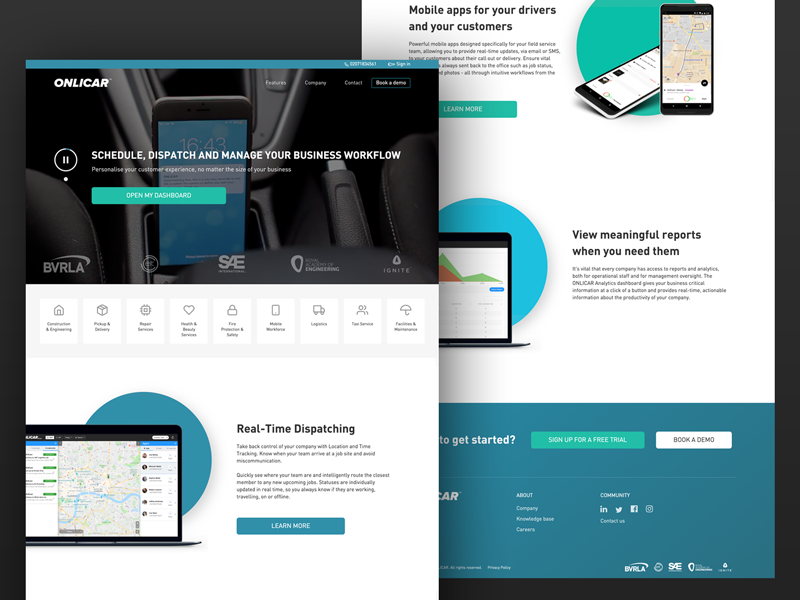 02071834561
Sign in
ONLICAR
Features
Company
Contact
Book a demo
16:43
SCHEDULE, DISPATCH AND MANAGE YOUR BUSINESS WORKFLOW
Personalise your customer experience, no matter the size of your business
OPEN MY DASHBOARD
BVRLA
SAE
INTERNATIONAL
ROYAL
ACADEMY OF
ENGINEERING
IGNITE
Construction
& Engineering
Pickup &
Delivery
Repair
Services
Health &
Beauty
Services
Fire
Protection &
Safety
Mobile
Workforce
Logistics
Taxi Service
Facilities &
Maintenance
Real-Time Dispatching
Take back control of your company with Location and Time
Tracking. Know when your team arrive at a job site and avoid
miscommunication.
Quickly see where your team are and intelligently route the closest
member to any new upcoming jobs. Statuses are individually
updated in real time, so you always know if they are working,
travelling, on or offline.
LEARN MORE
Mobile apps for your drivers
and your customers
Powerful mobile apps designed specifically for your field service
team, allowing you to provide real-time updates, via email or SMS,
to your customers about their call out or delivery. Ensure vital
always sent back to the office such as job status,
nd photos - all through intuitive workflows from the
LEARN MORE
View meaningful reports
when you need them
It's vital that every company has access to reports and analytics,
both for operational staff and for management oversight. The
ONLICAR Analytics dashboard gives your business critical
information at a click of a button and provides real-time, actionable
information about the productivity of your company.
to get started?
SIGN UP FOR A FREE TRIAL
BOOK A DEMO
CAR
ABOUT
Company
Knowledge base
Careers
COMMUNITY
Contact us
LICAR. All rights reserved.
Privacy Policy
BVRLA
SAE
IGNITE